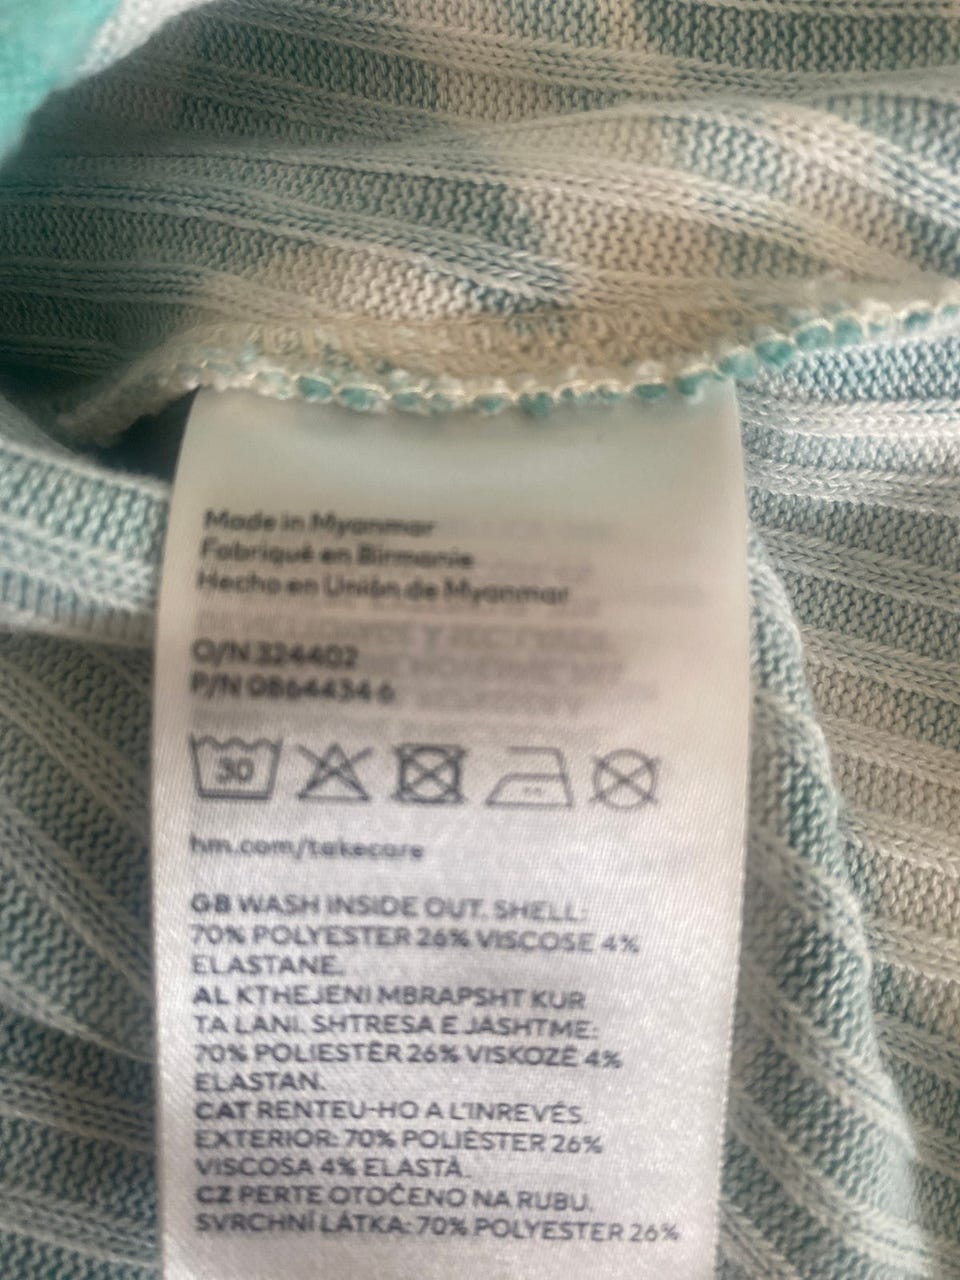 Made in Myanmar
Fabriqué en Birmanie
Hecho en Unión de Myanmar
O/N 324402
P/N 0864434 6
30
hm.com/takecare
GB WASH INSIDE OUT. SHELL:
70% POLYESTER 26% VISCOSE 4%
ELASTANE.
AL KTHEJENI MBRAPSHT KUR
TA LANI. SHTRESA E JASHTME:
70% POLIESTËR 26% VISKOZË 4%
ELASTAN.
CAT RENTEU-HO A L'INREVÉS.
EXTERIOR: 70% POLIÈSTER 26%
VISCOSA 4% ELASTÀ.
CZ PERTE OTOČENO NA RUBU.
SVRCHNÍ LÁTKA: 70% POLYESTER 26%